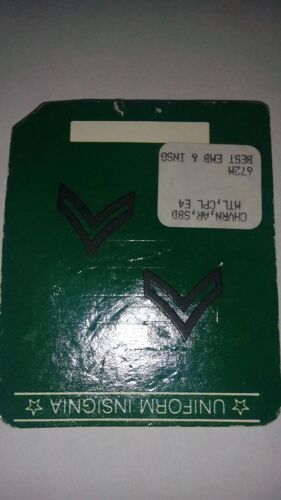 ☆ UNIFORM INSIGNIA ☆
CHVRN,AR,SBD
MTL,CPL E4
672M
BEST EMB & INSG